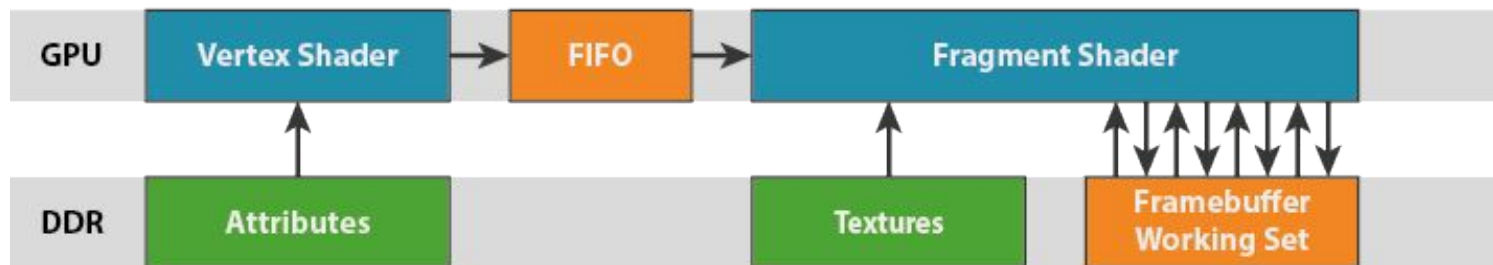 GPU
Vertex Shader
FIFO
Fragment Shader
DDR
Attributes
Textures
Framebuffer
Working Set